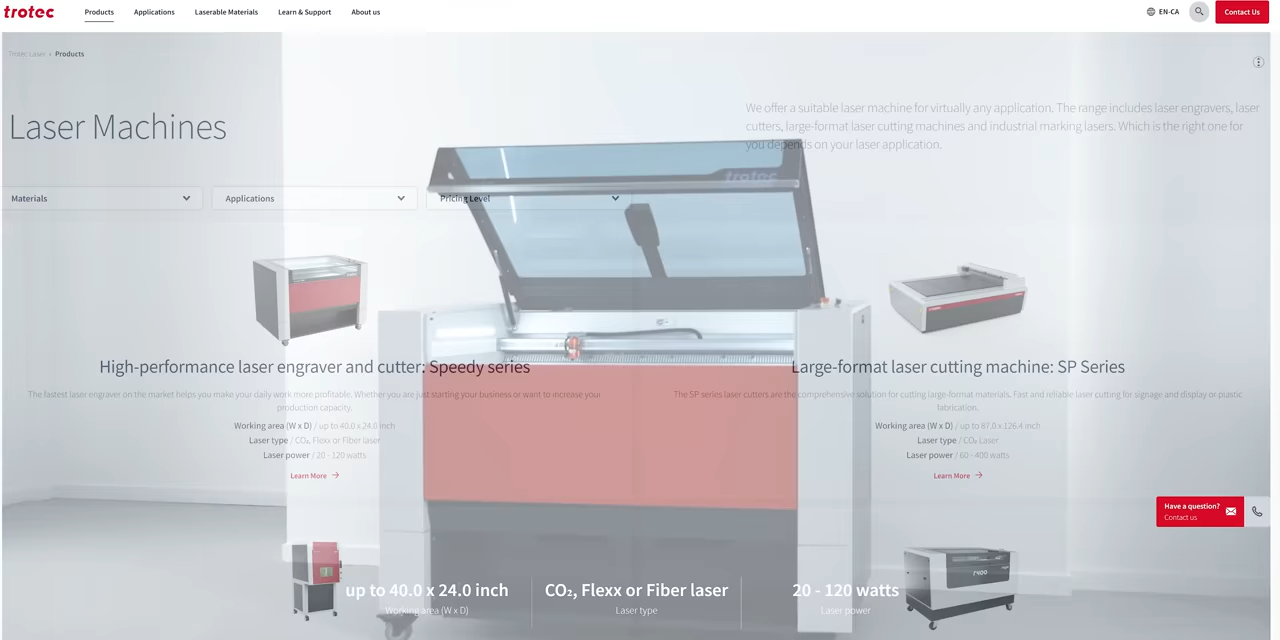 trotec
Products
Applications
Laserable Materials
Learn & Support
About us
EN-CA
Contact Us
Trotec Laser
Products
Laser Machines
We offer a suitable laser machine for virtually any application. The range includes laser engravers, laser
cutters, large-format laser cutting machines and industrial marking lasers. Which is the right one for
you depends on your laser application.
trotec
Materials
Applications
Pricing Level
High-performance laser engraver and cutter: Speedy series
The fastest laser engraver on the market helps you make your daily work more profitable. Whether you are just starting your business or want to increase your
production capacity.
Working area (W x D) / up to 40.0 x 24.0 inch
Laser type / CO₂, Flexx or Fiber laser
Laser power / 20 - 120 watts
Learn More
Large-format laser cutting machine: SP Series
The SP series laser cutters are the comprehensive solution for cutting large-format materials. Fast and reliable laser cutting for signage and display or plastic
fabrication.
Working area (W x D) / up to 87.0 x 126.4 inch
Laser type / CO₂ Laser
Laser power / 60 - 400 watts
Learn More
Have a question?
Contact us
R400
up to 40.0 x 24.0 inch
Working area (W x D)
CO₂, Flexx or Fiber laser
Laser type
20 - 120 watts
Laser power